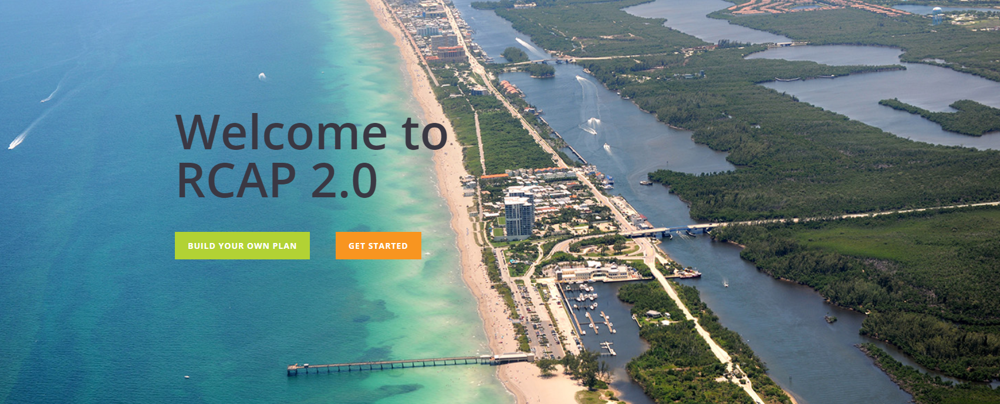 Welcome to
RCAP 2.0
BUILD YOUR OWN PLAN
GET STARTED